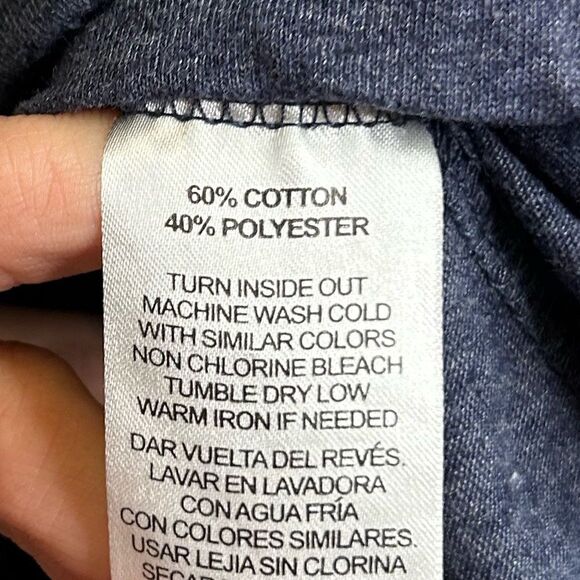 60% COTTON
40% POLYESTER
TURN INSIDE OUT
MACHINE WASH COLD
WITH SIMILAR COLORS
NON CHLORINE BLEACH
TUMBLE DRY LOW
WARM IRON IF NEEDED
DAR VUELTA DEL REVÉS.
LAVAR EN LAVADORA
CON AGUA FRÍA
CON COLORES SIMILARES.
USAR LEJIA SIN CLORINA